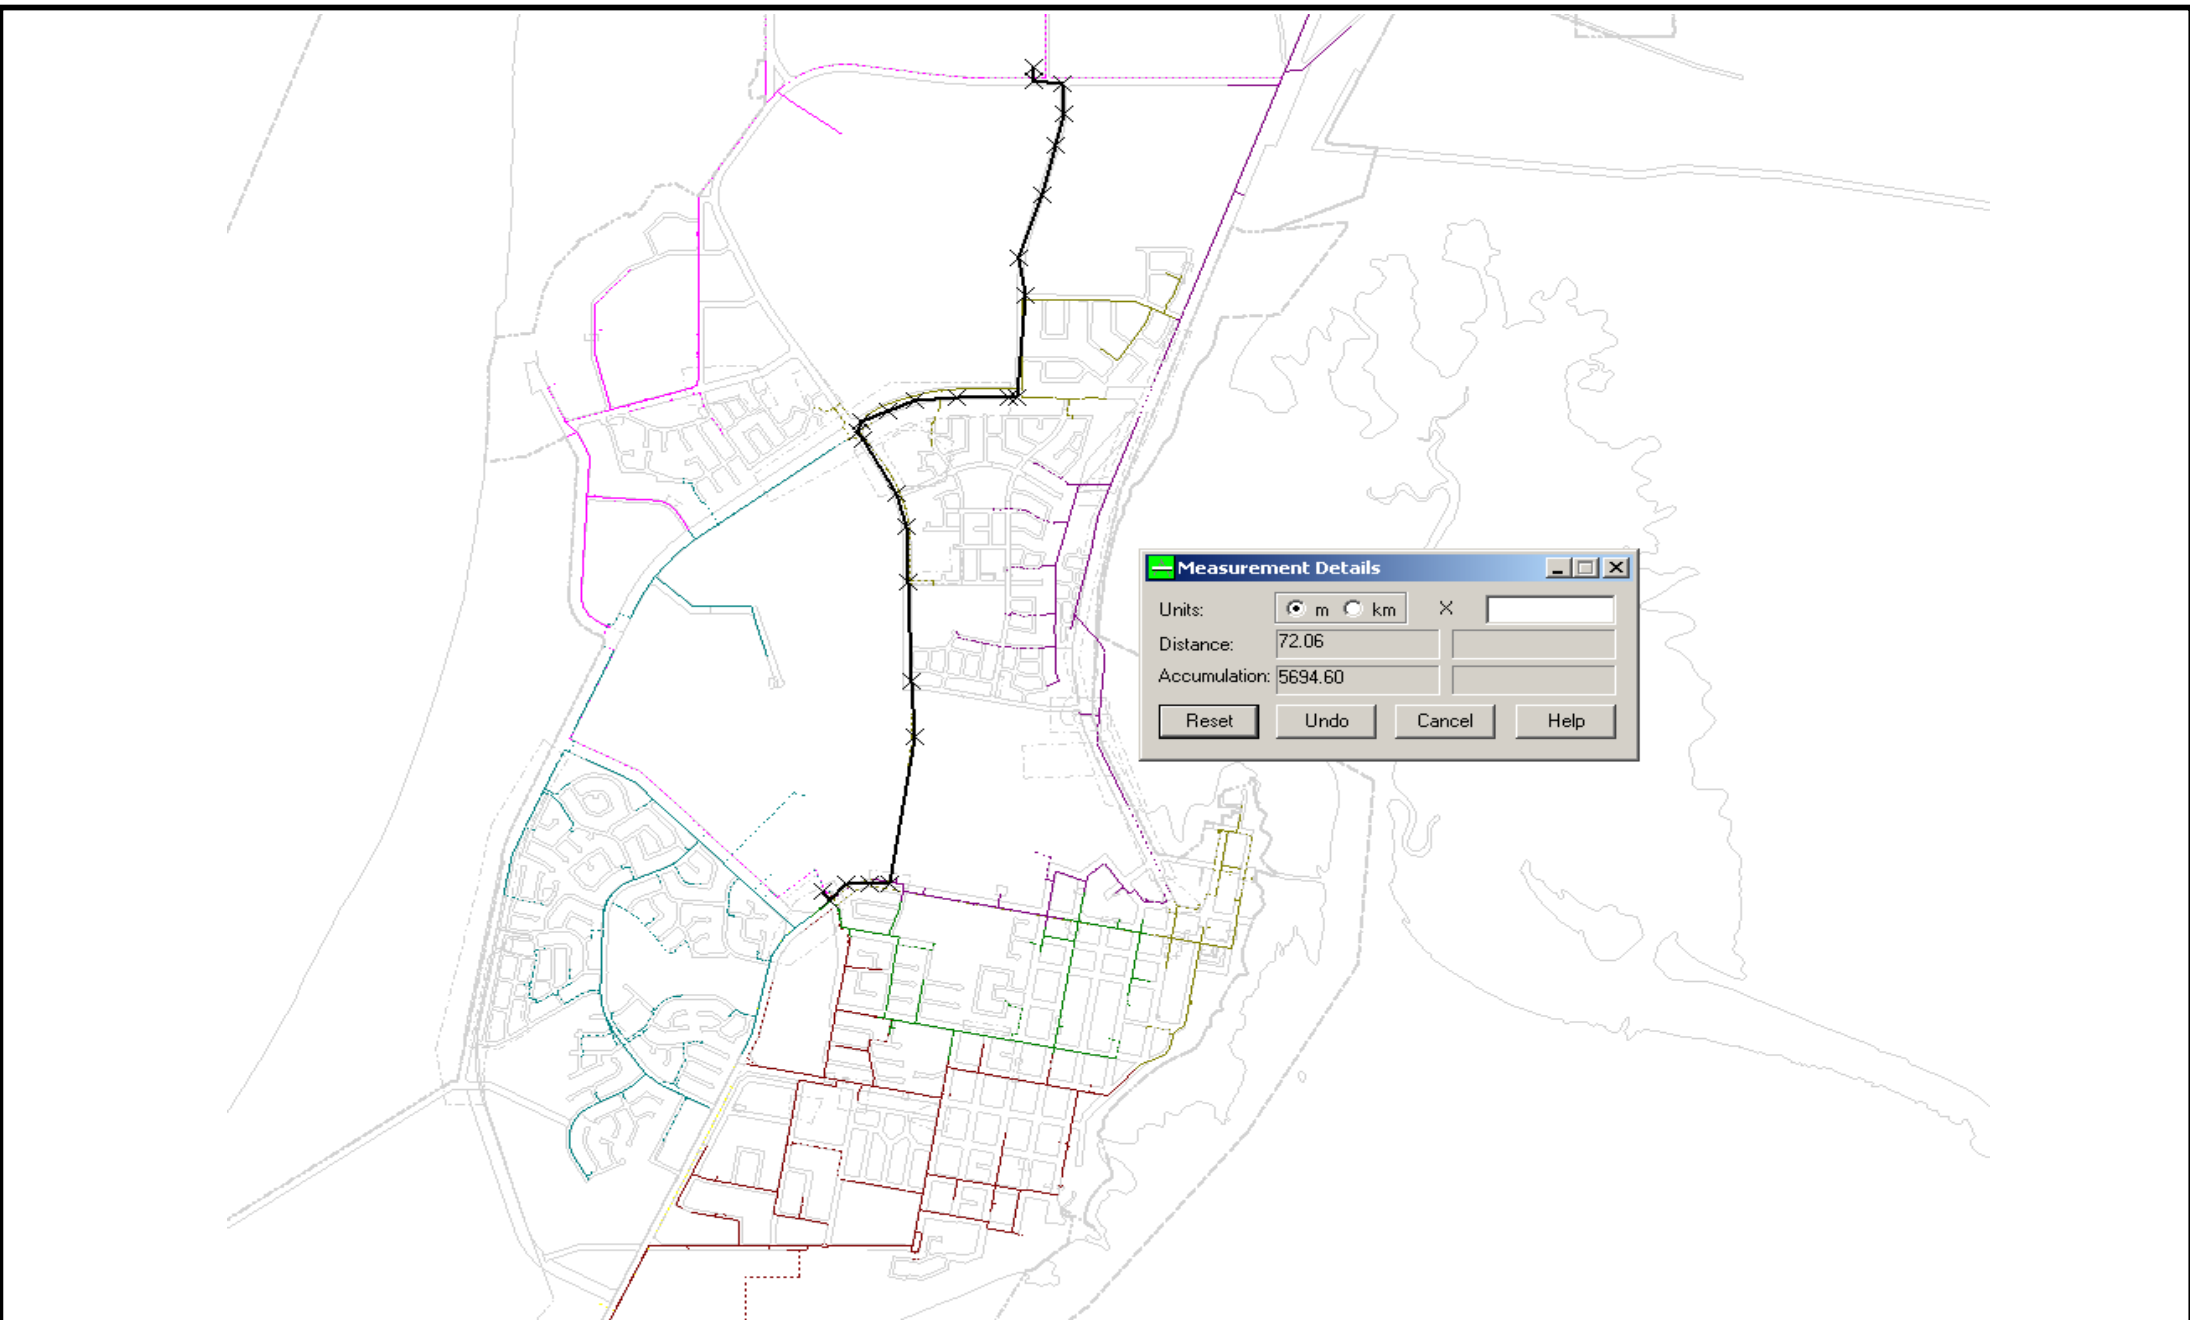 Measurement Details
Units: m km X
Distance: 72.06
Accumulation: 5694.60
Reset Undo Cancel Help